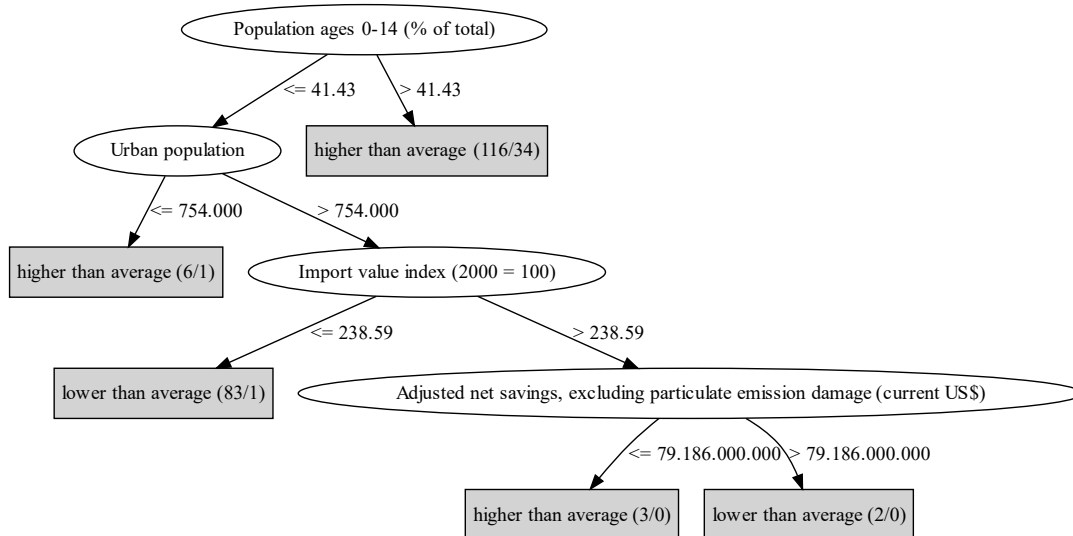 Population ages 0-14 (% of total)
<= 41.43
> 41.43
Urban population
higher than average (116/34)
<= 754.000
> 754.000
higher than average (6/1)
Import value index (2000 = 100)
<= 238.59
> 238.59
lower than average (83/1)
Adjusted net savings, excluding particulate emission damage (current US$)
<= 79.186.000.000
> 79.186.000.000
higher than average (3/0)
lower than average (2/0)